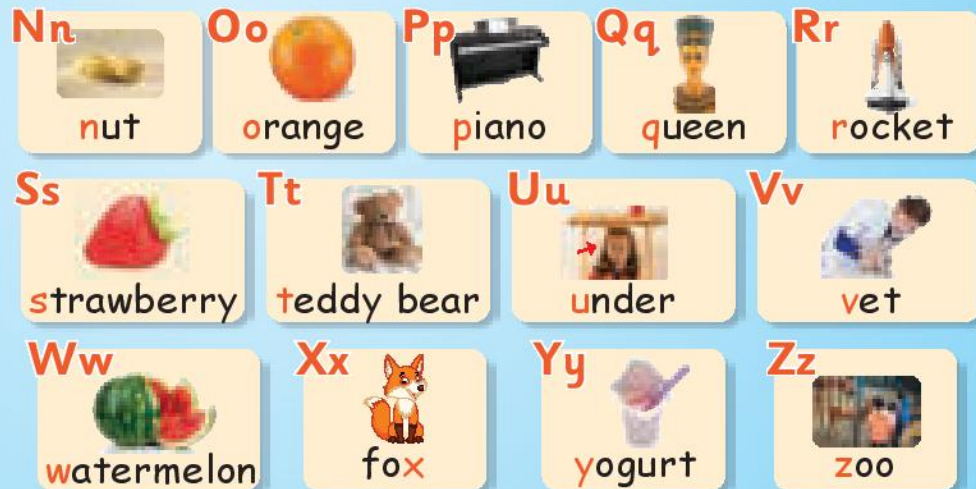 Nn Oo Pp Qq Rr
nut orange piano queen rocket
Ss Tt Uu Vv
strawberry teddy bear under vet
Ww Xx Yy Zz
watermelon fox yogurt zoo